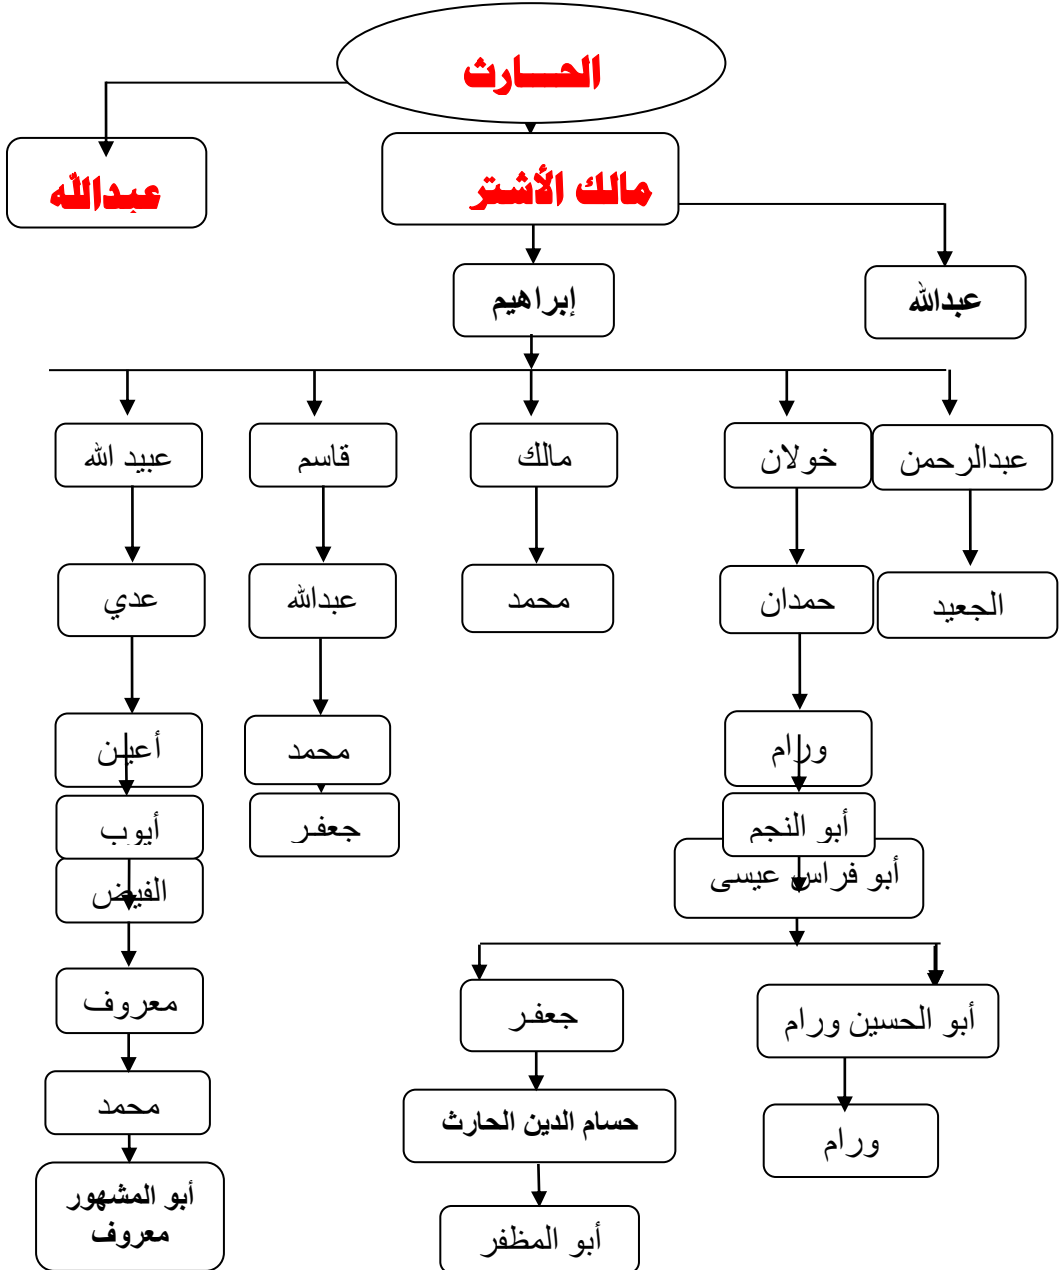 الحـــــارث
عبدالله
مالك الأشتر
إبراهيم
عبدالله
عبدالرحمن
خولان
مالك
قاسم
عبيد الله
الجعيد
حمدان
محمد
عبدالله
عدي
ورام
محمد
أعين
أبو النجم
جعفر
أيوب
أبو فراس عيسى
الفيض
أبو الحسين ورام
جعفر
معروف
ورام
حسام الدين الحارث
محمد
أبو المظفر
أبو المشهور
معروف